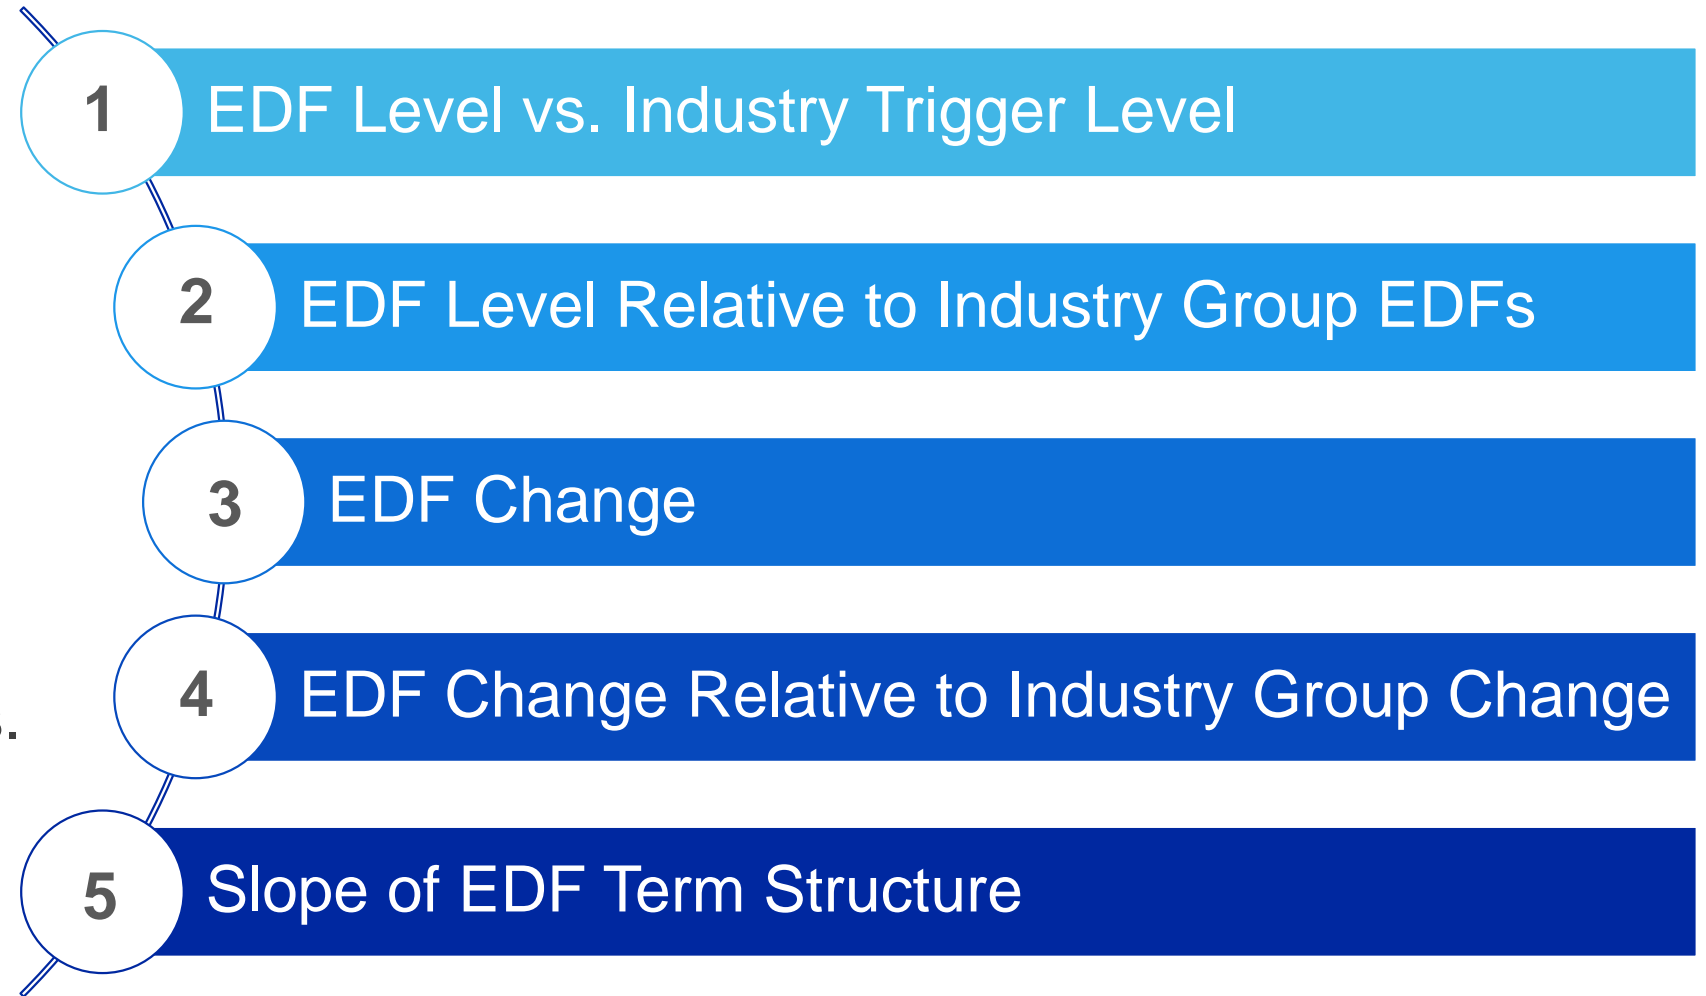 1
EDF Level vs. Industry Trigger Level
2
EDF Level Relative to Industry Group EDFs
3
EDF Change
4
EDF Change Relative to Industry Group Change
5
Slope of EDF Term Structure